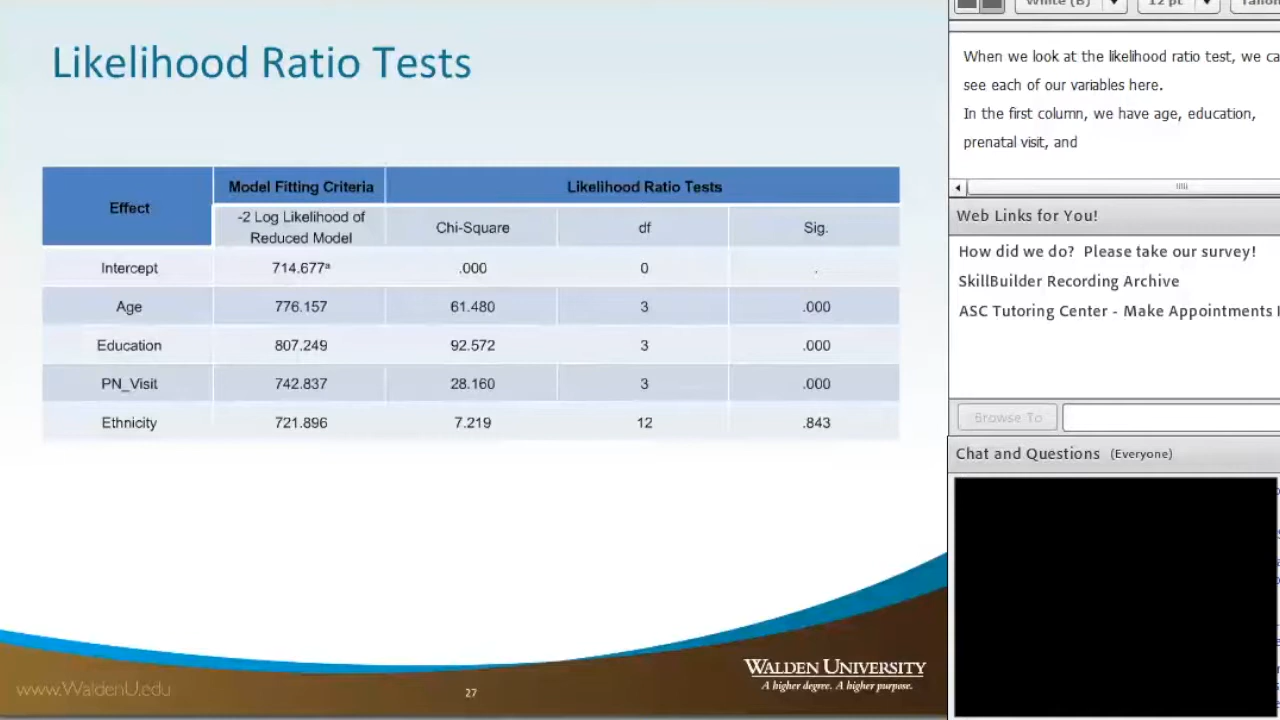 Likelihood Ratio Tests
Effect
Model Fitting Criteria
Likelihood Ratio Tests
-2 Log Likelihood of
Reduced Model
Chi-Square
df
Sig.
Intercept 714.677ᵃ .000 0 .
Age 776.157 61.480 3 .000
Education 807.249 92.572 3 .000
PN_Visit 742.837 28.160 3 .000
Ethnicity 721.896 7.219 12 .843
www.WaldenU.edu
27
WALDEN UNIVERSITY
A higher degree. A higher purpose.
White (B)
12 pt
When we look at the likelihood ratio test, we ca
see each of our variables here.
In the first column, we have age, education,
prenatal visit, and
Web Links for You!
How did we do? Please take our survey!
SkillBuilder Recording Archive
ASC Tutoring Center - Make Appointments
Browse To
Chat and Questions (Everyone)